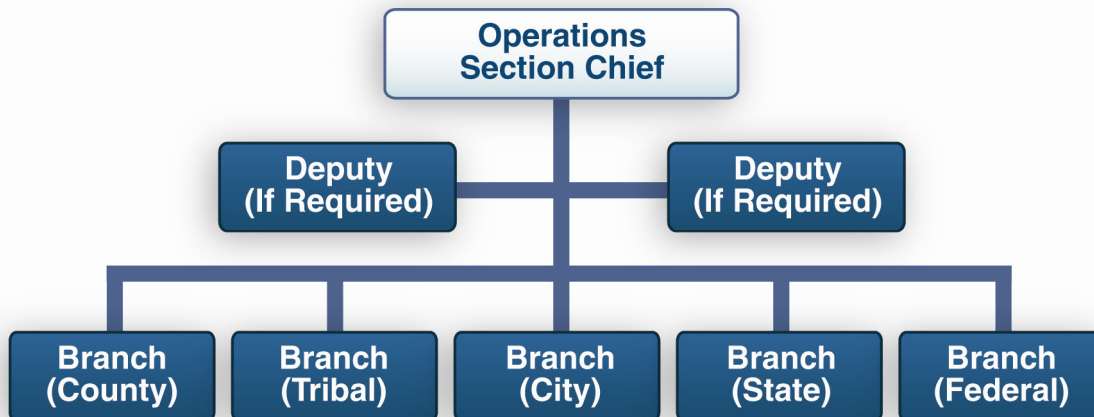 Operations
Section Chief
Deputy
(If Required)
Deputy
(If Required)
Branch
(County)
Branch
(Tribal)
Branch
(City)
Branch
(State)
Branch
(Federal)